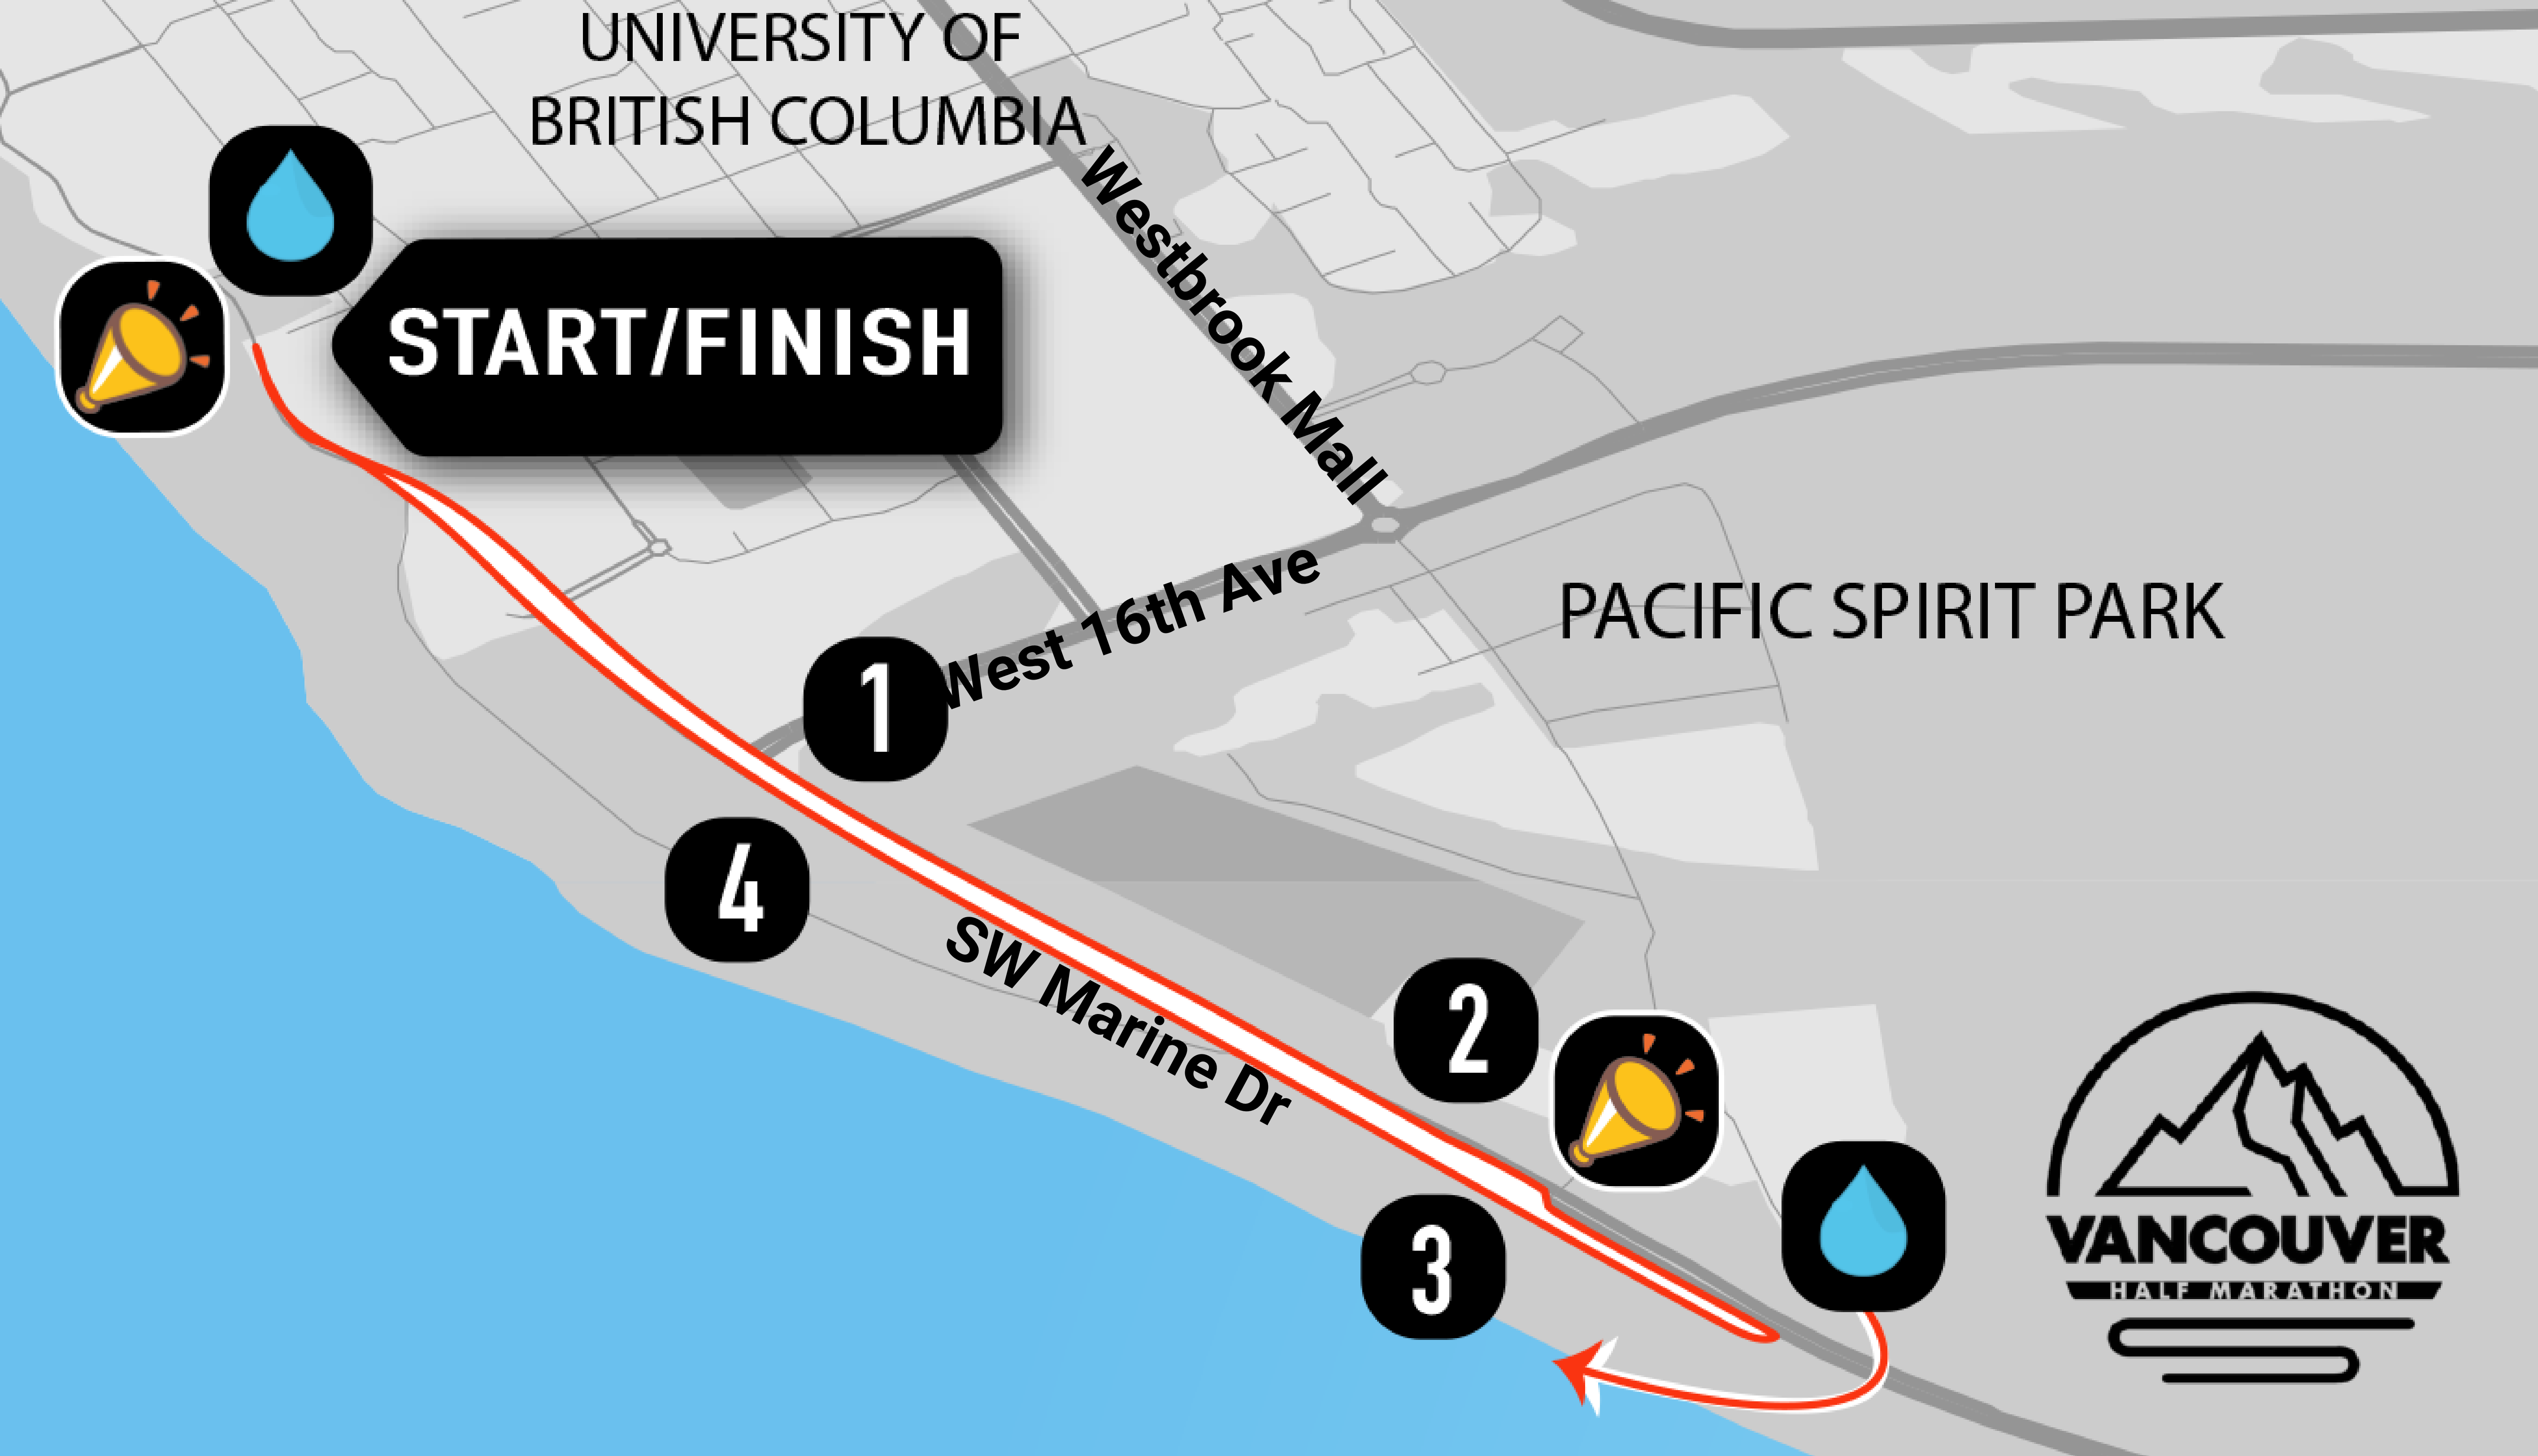 UNIVERSITY OF
BRITISH COLUMBIA
Westbrook Mall
START/FINISH
West 16th Ave
PACIFIC SPIRIT PARK
1
4
SW Marine Dr
2
3
VANCOUVER
HALF MARATHON